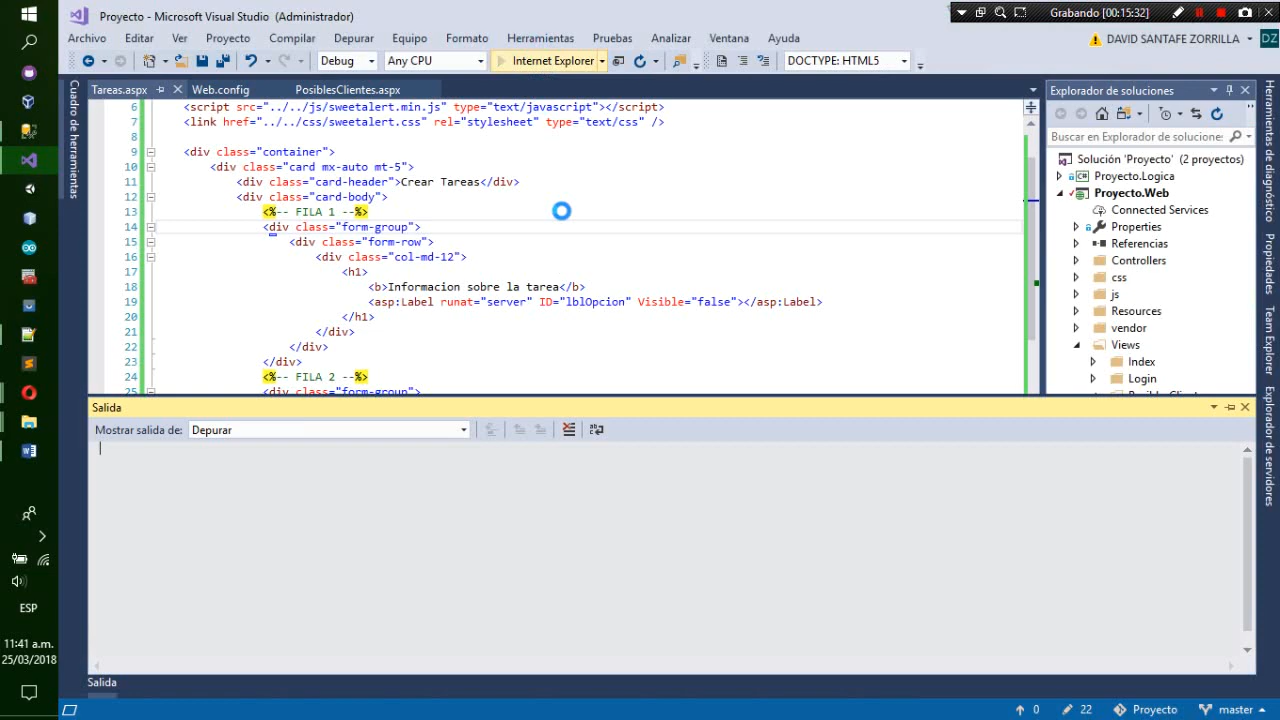 Proyecto - Microsoft Visual Studio (Administrador)
Grabando [00:15:32]
Archivo Editar Ver Proyecto Compilar Depurar Equipo Formato Herramientas Pruebas Analizar Ventana Ayuda
DAVID SANTAFE ZORRILLA DZ
Debug Any CPU Internet Explorer DOCTYPE: HTML5
Tareas.aspx Web.config PosiblesClientes.aspx
Cuadro de herramientas
6 <script src="../../js/sweetalert.min.js" type="text/javascript"></script>
7 <link href="../../css/sweetalert.css" rel="stylesheet" type="text/css" />
8
9 <div class="container">
10 <div class="card mx-auto mt-5">
11 <div class="card-header">Crear Tareas</div>
12 <div class="card-body">
13 <%-- FILA 1 --%>
14 <div class="form-group">
15 <div class="form-row">
16 <div class="col-md-12">
17 <h1>
18 <b>Informacion sobre la tarea</b>
19 <asp:Label runat="server" ID="lblOpcion" Visible="false"></asp:Label>
20 </h1>
21 </div>
22 </div>
23 </div>
24 <%-- FILA 2 --%>
25 <div class="form-group">
Explorador de soluciones
Buscar en Explorador de soluciones
Solución 'Proyecto' (2 proyectos)
Proyecto.Logica
Proyecto.Web
Connected Services
Properties
Referencias
Controllers
css
js
Resources
vendor
Views
Index
Login
Herramientas de diagnóstico
Propiedades
Team Explorer
Explorador de servidores
Salida
Mostrar salida de: Depurar
Salida
0 22 Proyecto master
ESP
11:41 a.m.
25/03/2018